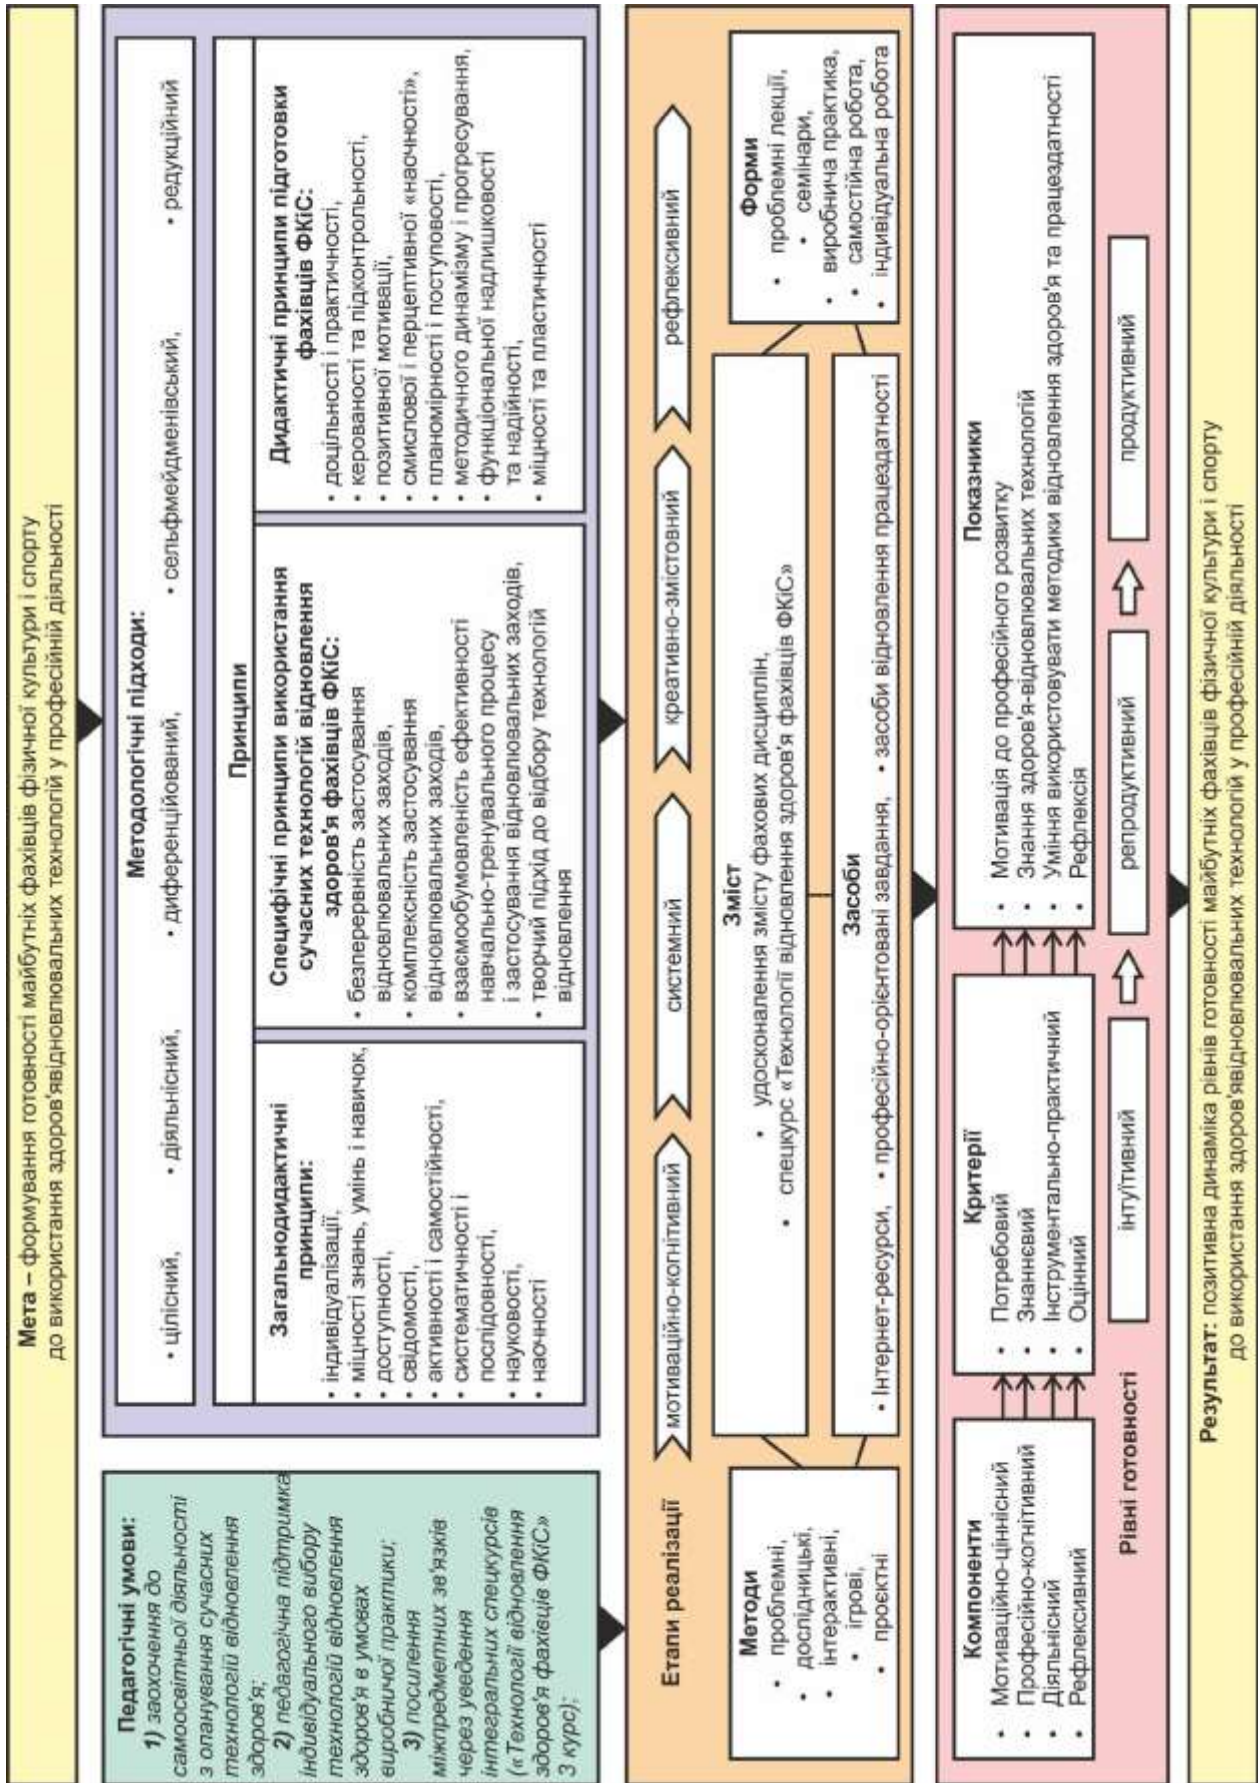 Мета – формування готовності майбутніх фахівців фізичної культури і спорту
до використання здоров'явідновлювальних технологій у професійній діяльності
Педагогічні умови:
1) заохочення до
самоосвітньої діяльності
з опанування сучасних
технологій відновлення
здоров'я;
2) педагогічна підтримка
індивідуального вибору
технологій відновлення
здоров'я в умовах
виробничої практики;
3) посилення
міжпредметних зв'язків
через уведення
інтегральних спецкурсів
(«Технології відновлення
здоров'я фахівців ФКіС»
3 курс);
Методологічні підходи:
• цілісний, • діяльнісний, • диференційований, • сельфмейдменівський, • редукційний
Принципи
Загальнодидактичні
принципи:
• індивідуалізації,
• міцності знань, умінь і навичок,
• доступності,
• свідомості,
• активності і самостійності,
• систематичності і
послідовності,
• науковості,
• наочності
Специфічні принципи використання
сучасних технологій відновлення
здоров'я фахівців ФКіС:
• безперервність застосування
відновлювальних заходів,
• комплексність застосування
відновлювальних заходів,
• взаємообумовленість ефективності
навчально-тренувального процесу
і застосування відновлювальних заходів,
• творчий підхід до відбору технологій
відновлення
Дидактичні принципи підготовки
фахівців ФКіС:
• доцільності і практичності,
• керованості та підконтрольності,
• позитивної мотивації,
• смислової і перцептивної «наочності»,
• планомірності і поступовості,
• методичного динамізму і прогресування,
• функціональної надлишковості
та надійності,
• міцності та пластичності
Етапи реалізації
мотиваційно-когнітивний
системний
креативно-змістовний
рефлексивний
Методи
• проблемні,
• дослідницькі,
• інтерактивні,
• ігрові,
• проєктні
Зміст
• удосконалення змісту фахових дисциплін,
• спецкурс «Технології відновлення здоров'я фахівців ФКіС»
Засоби
• Інтернет-ресурси, • професійно-орієнтовані завдання, • засоби відновлення працездатності
Форми
• проблемні лекції,
• семінари,
• виробнича практика,
• самостійна робота,
• індивідуальна робота
Компоненти
• Мотиваційно-ціннісний
• Професійно-когнітивний
• Діяльнісний
• Рефлексивний
Критерії
• Потребовий
• Знаннєвий
• Інструментально-практичний
• Оцінний
Показники
• Мотивація до професійного розвитку
• Знання здоров'я-відновлювальних технологій
• Уміння використовувати методики відновлення здоров'я та працездатності
• Рефлексія
Рівні готовності
інтуїтивний
репродуктивний
продуктивний
Результат: позитивна динаміка рівнів готовності майбутніх фахівців фізичної культури і спорту
до використання здоров'явідновлювальних технологій у професійній діяльності